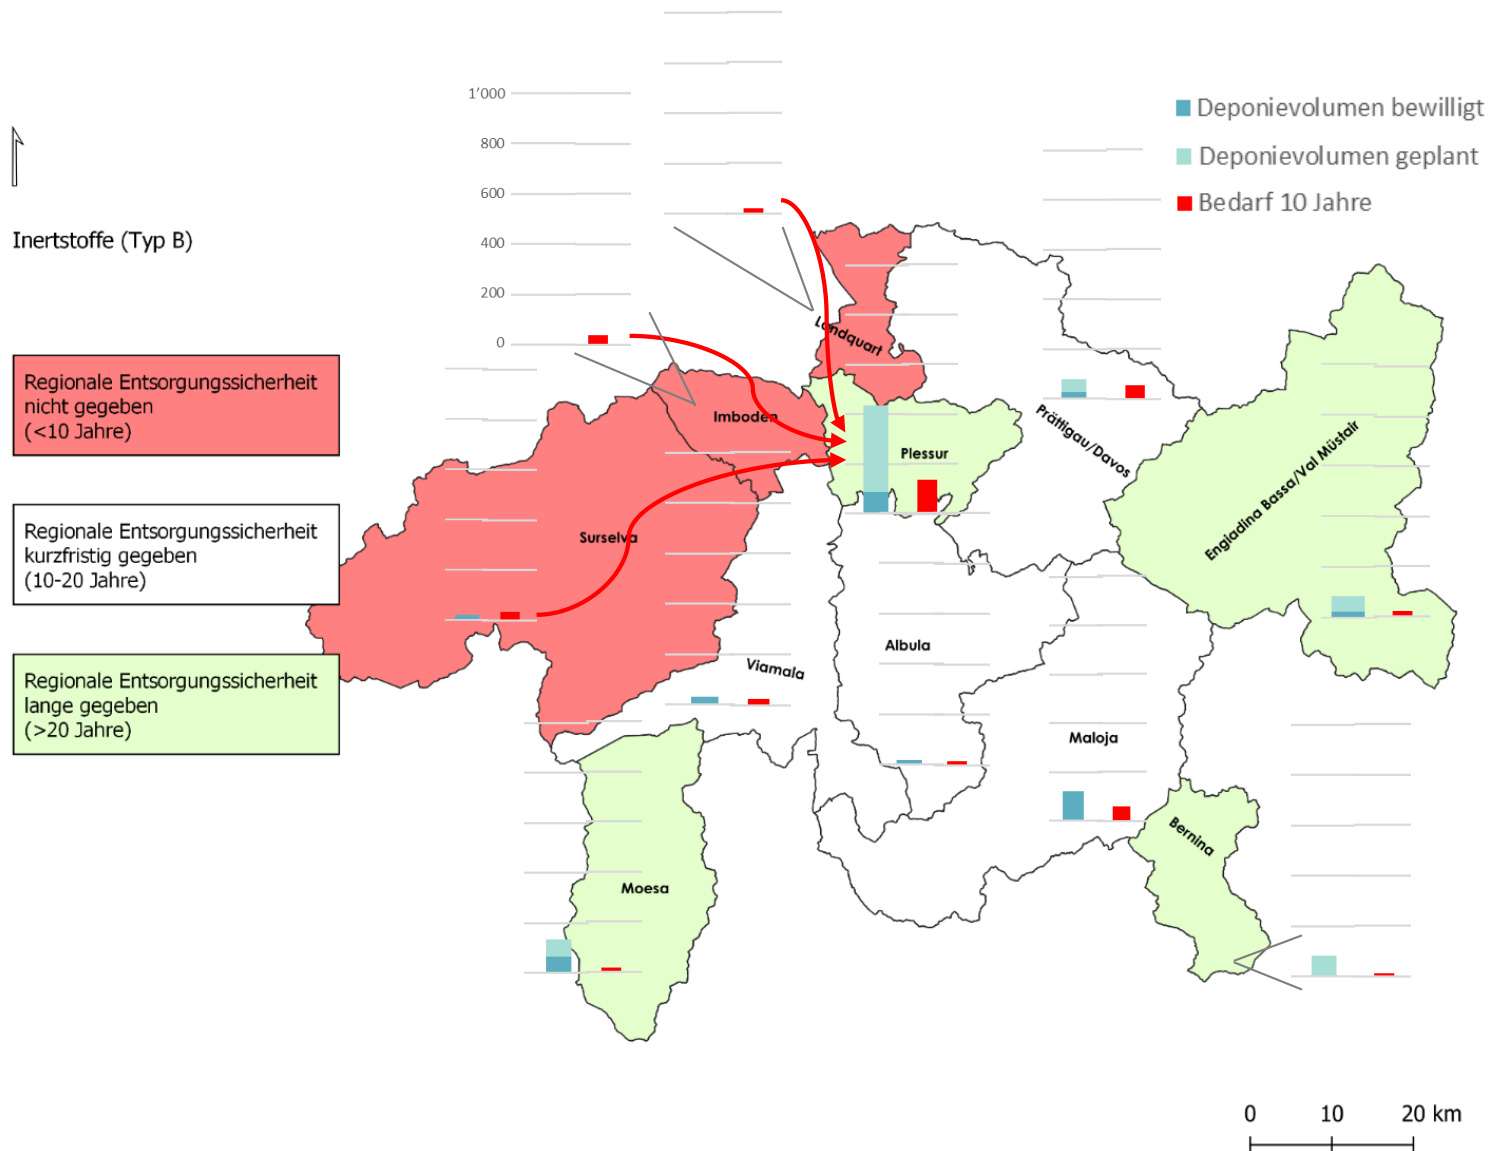 1'000
800
600
400
200
0
Deponievolumen bewilligt
Deponievolumen geplant
Bedarf 10 Jahre
Inertstoffe (Typ B)
Regionale Entsorgungssicherheit
nicht gegeben
(<10 Jahre)
Regionale Entsorgungssicherheit
kurzfristig gegeben
(10-20 Jahre)
Regionale Entsorgungssicherheit
lange gegeben
(>20 Jahre)
Landquart
Imboden
Plessur
Prättigau/Davos
Engiadina Bassa/Val Müstair
Surselva
Viamala
Albula
Maloja
Bernina
Moesa
0 10 20 km